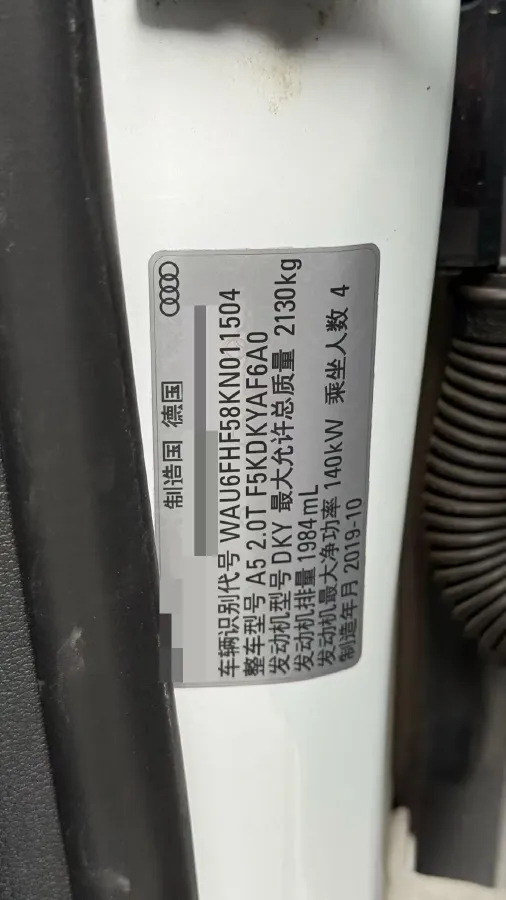 制造国 德国
车辆识别代号 WAU6FHF58KN011504
整车型号 A5 2.0T F5KDKYAF6A0
发动机型号 DKY 最大允许总质量 2130kg
发动机排量 1984mL
发动机最大净功率 140kW 乘坐人数 4
制造年月 2019-10